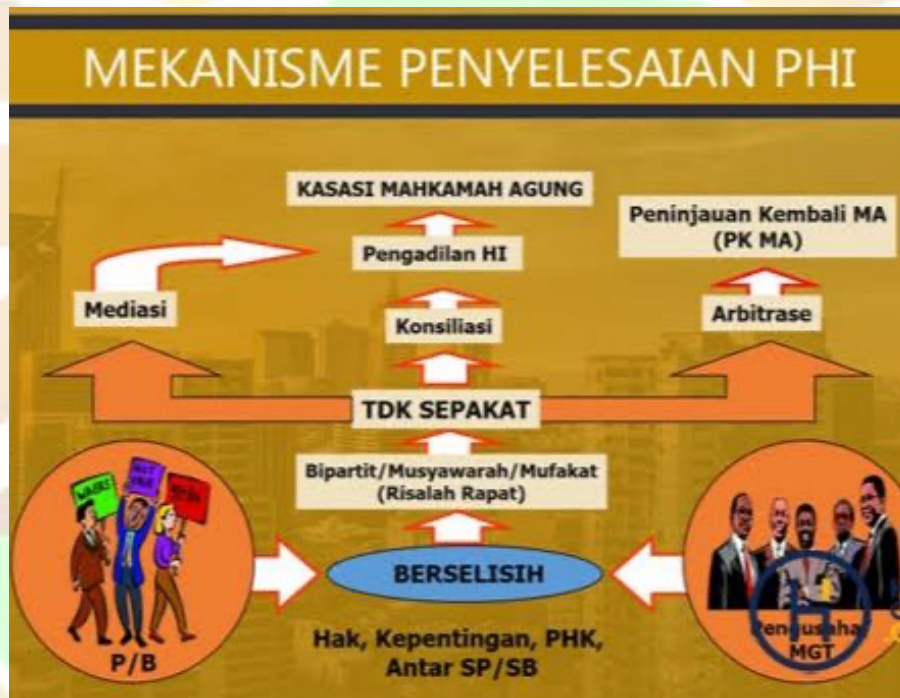 MEKANISME PENYELESAIAN PHI
KASASI MAHKAMAH AGUNG
Peninjauan Kembali MA
(PK MA)
Pengadilan HI
Mediasi
Konsiliasi
Arbitrase
TDK SEPAKAT
Bipartit/Musyawarah/Mufakat
(Risalah Rapat)
BERSELISIH
Hak, Kepentingan, PHK,
Antar SP/SB
P/B
Pengusaha
MGT